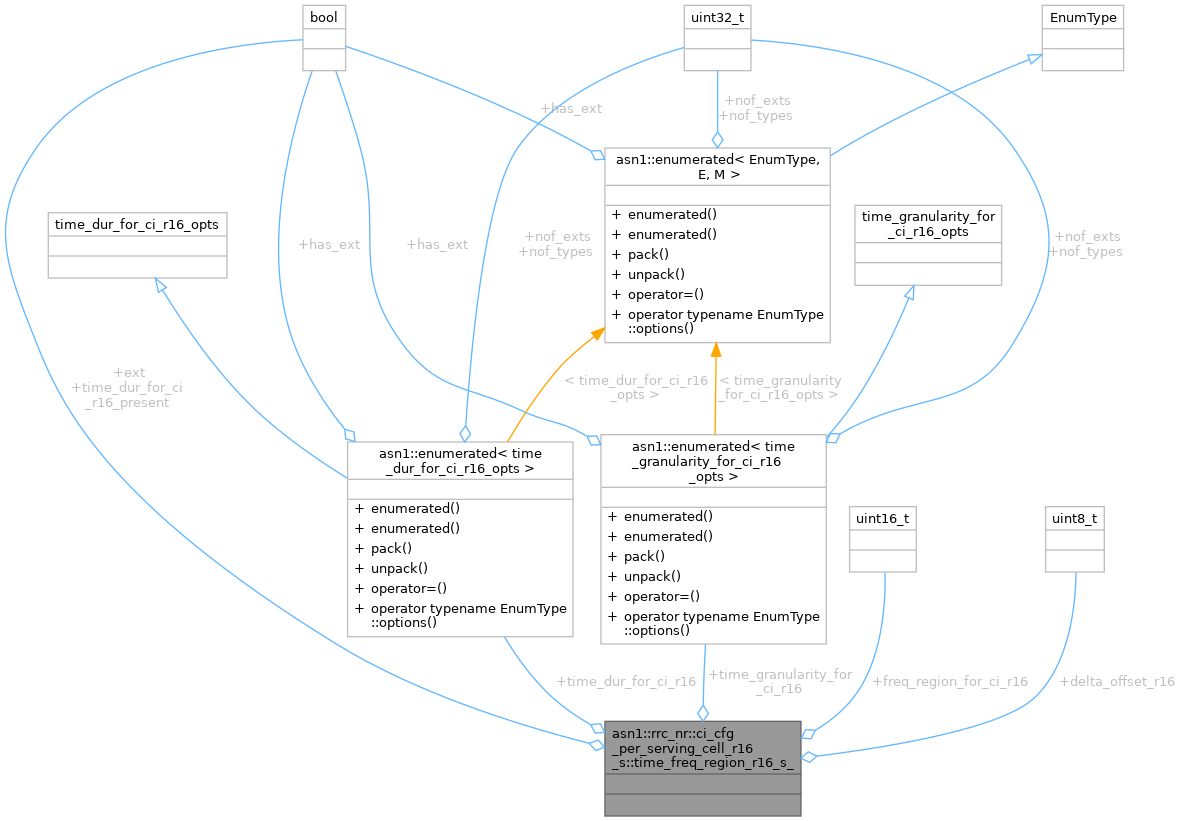 bool
uint32_t
EnumType
+has_ext
+nof_exts
+nof_types
asn1::enumerated< EnumType,
E, M >
+ enumerated()
+ enumerated()
+ pack()
+ unpack()
+ operator=()
+ operator typename EnumType
::options()
time_dur_for_ci_r16_opts
time_granularity_for
_ci_r16_opts
+has_ext
+has_ext
+nof_exts
+nof_types
+nof_exts
+nof_types
+ext
+time_dur_for_ci
_r16_present
< time_dur_for_ci_r16
_opts >
< time_granularity
_for_ci_r16_opts >
asn1::enumerated< time
_dur_for_ci_r16_opts >
+ enumerated()
+ enumerated()
+ pack()
+ unpack()
+ operator=()
+ operator typename EnumType
::options()
asn1::enumerated< time
_granularity_for_ci_r16
_opts >
+ enumerated()
+ enumerated()
+ pack()
+ unpack()
+ operator=()
+ operator typename EnumType
::options()
uint16_t
uint8_t
+time_dur_for_ci_r16
+time_granularity_for
_ci_r16
+freq_region_for_ci_r16
+delta_offset_r16
asn1::rrc_nr::ci_cfg
_per_serving_cell_r16
_s::time_freq_region_r16_s_